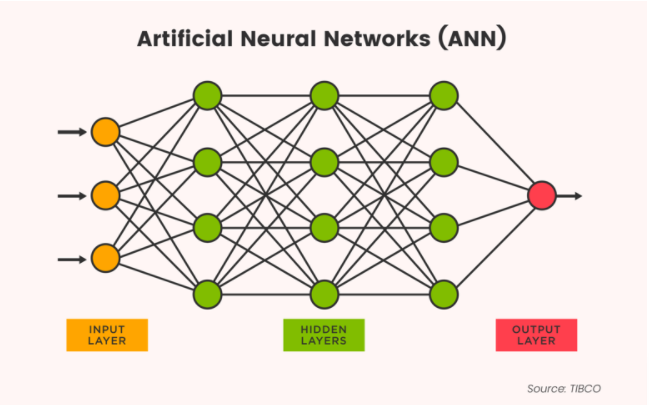 Artificial Neural Networks (ANN)
INPUT
LAYER
HIDDEN
LAYERS
OUTPUT
LAYER
Source: TIBCO